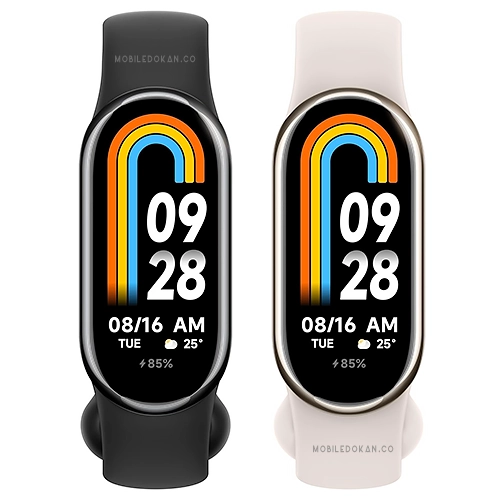 MOBILEDOKAN.CO
09
28
08/16 AM
TUE 25°
85%
09
28
08/16 AM
TUE 25°
85%
MOBILEDOKAN.CO